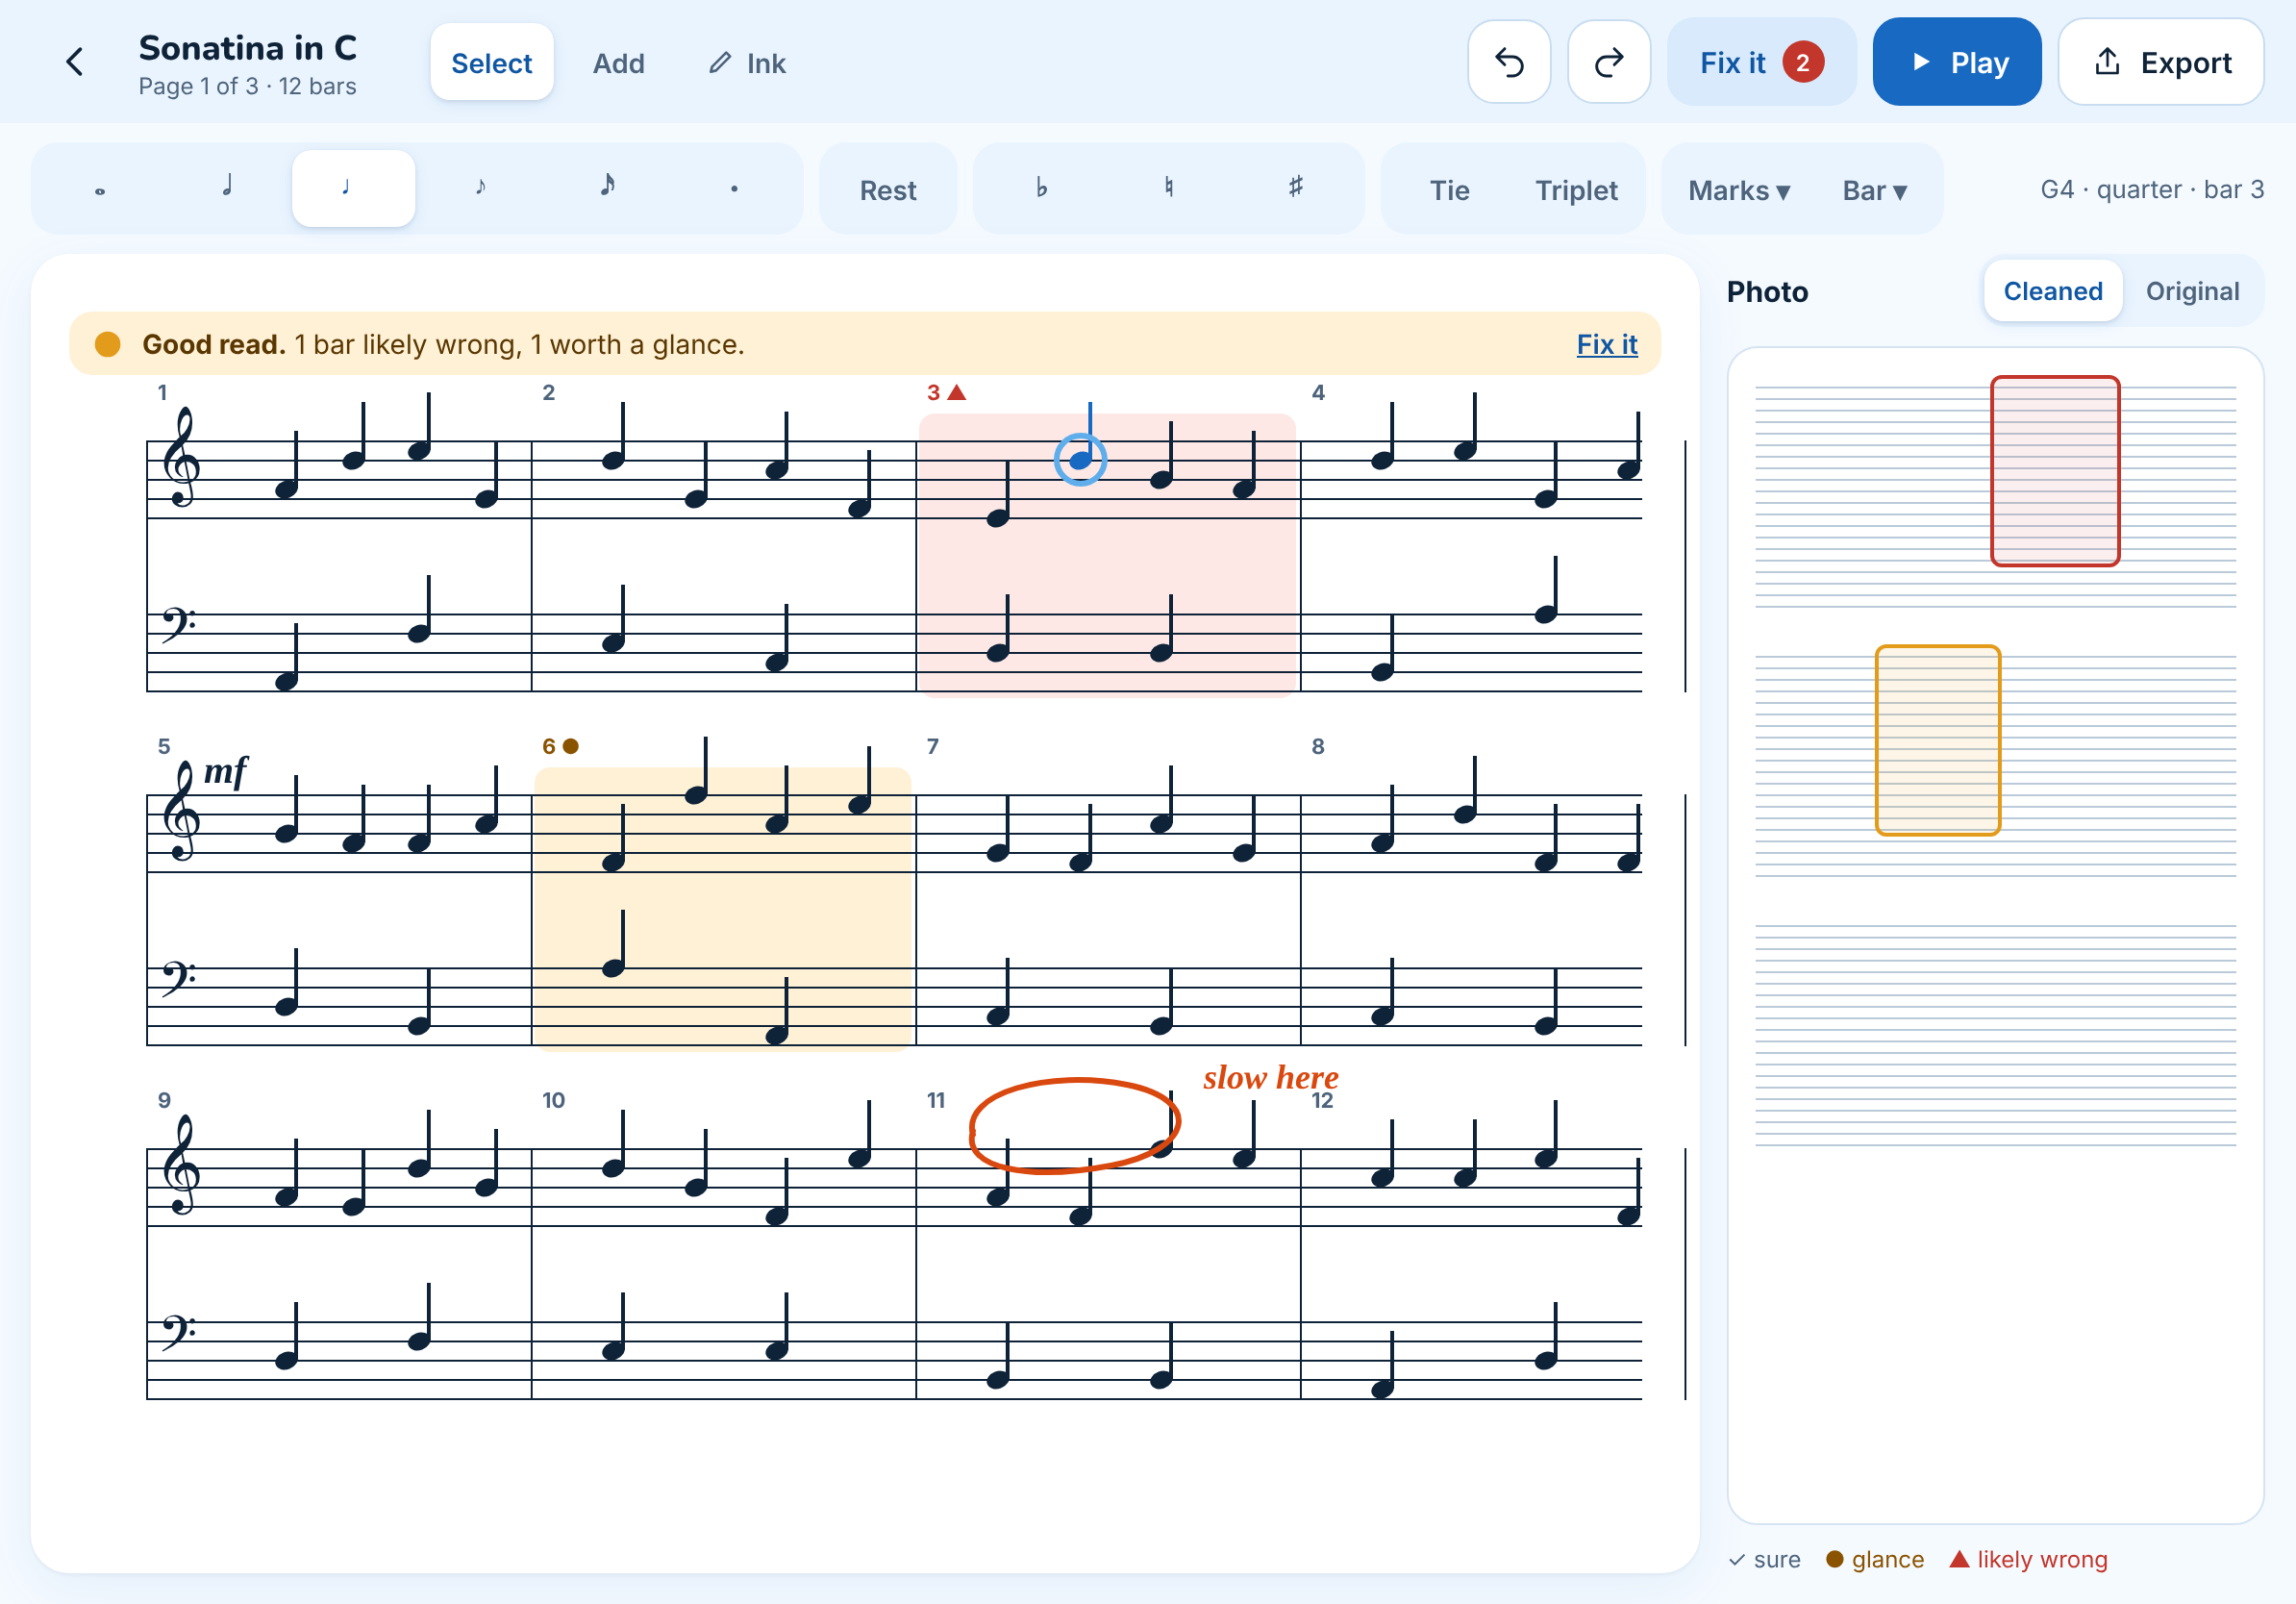 Sonatina in C
Page 1 of 3 · 12 bars
Select Add Ink
Fix it 2
Play
Export
Rest
♭ ♮ ♯
Tie Triplet
Marks ▾ Bar ▾
G4 · quarter · bar 3
Good read. 1 bar likely wrong, 1 worth a glance. Fix it
1 2 3 4
5 6 7 8
mf
slow here
9 10 11 12
Photo
Cleaned Original
✓ sure ● glance ▲ likely wrong